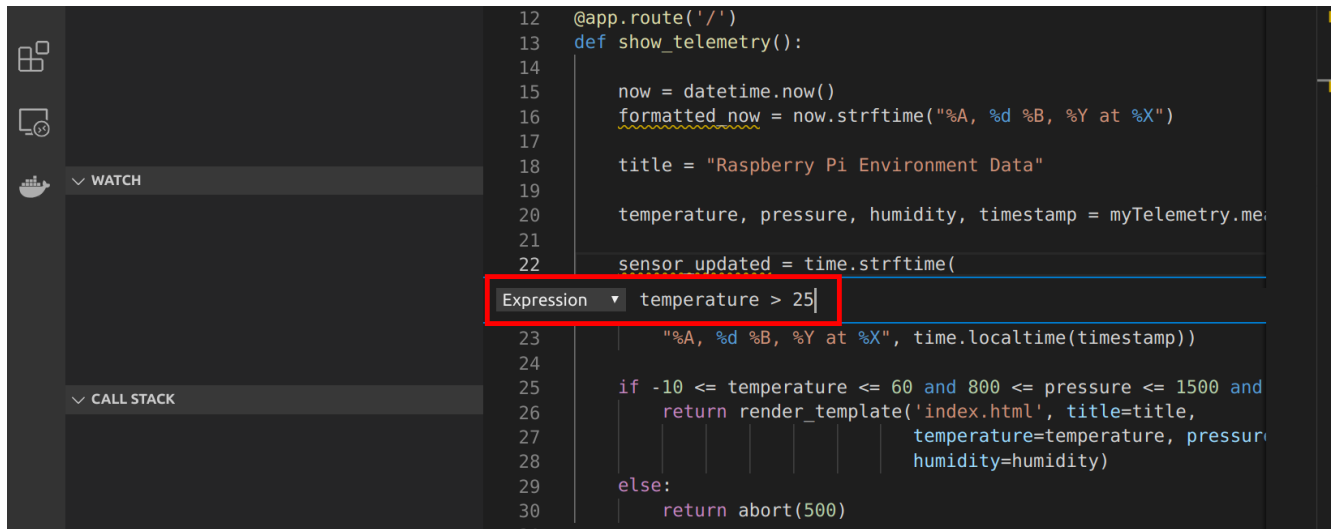 12 @app.route('/')
13 def show_telemetry():
14
15 now = datetime.now()
16 formatted_now = now.strftime("%A, %d %B, %Y at %X")
17
18 title = "Raspberry Pi Environment Data"
WATCH
19
20 temperature, pressure, humidity, timestamp = myTelemetry.mea
21
22 sensor_updated = time.strftime(
Expression ▼ temperature > 25
23 "%A, %d %B, %Y at %X", time.localtime(timestamp))
24
25 if -10 <= temperature <= 60 and 800 <= pressure <= 1500 and
CALL STACK
26 return render_template('index.html', title=title,
27 temperature=temperature, pressure
28 humidity=humidity)
29 else:
30 return abort(500)